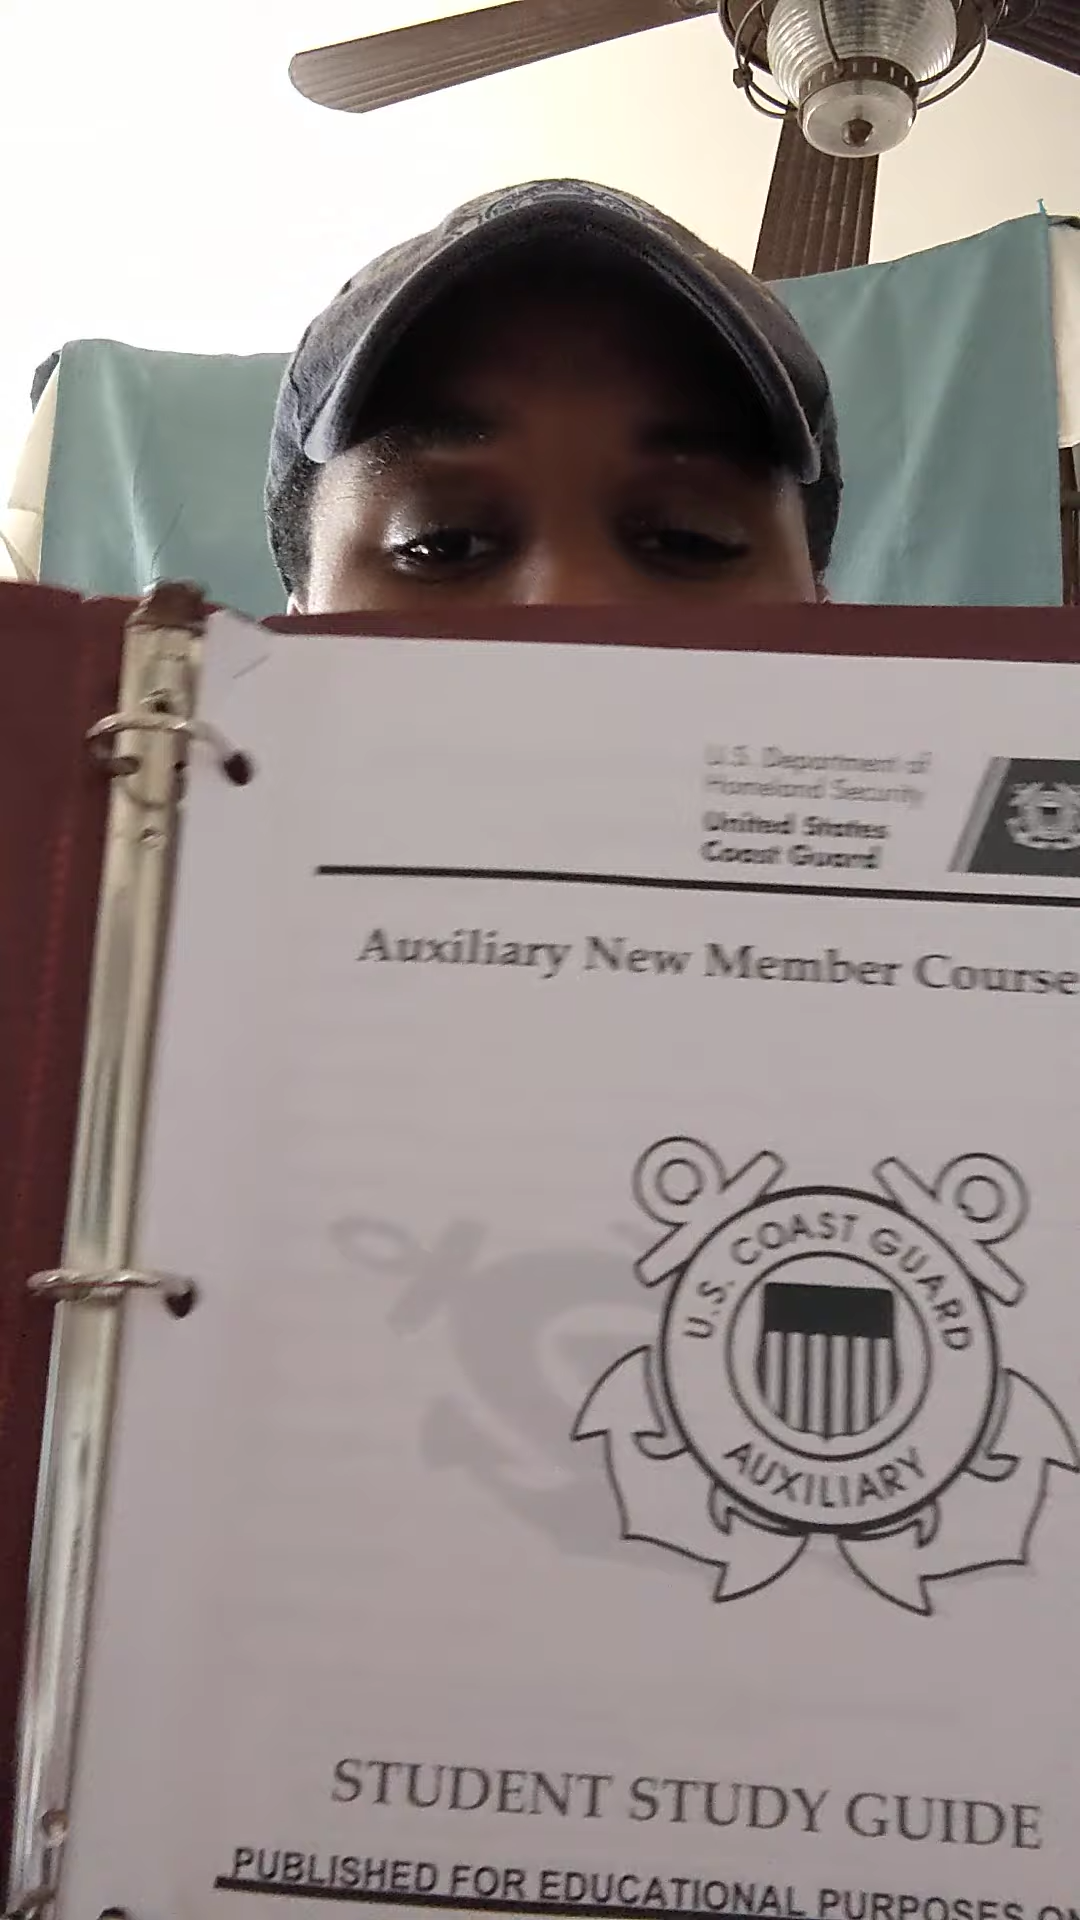 U.S. Department of
Homeland Security
United States
Coast Guard
Auxiliary New Member Course
U.S. COAST GUARD
AUXILIARY
STUDENT STUDY GUIDE
PUBLISHED FOR EDUCATIONAL PURPOSES